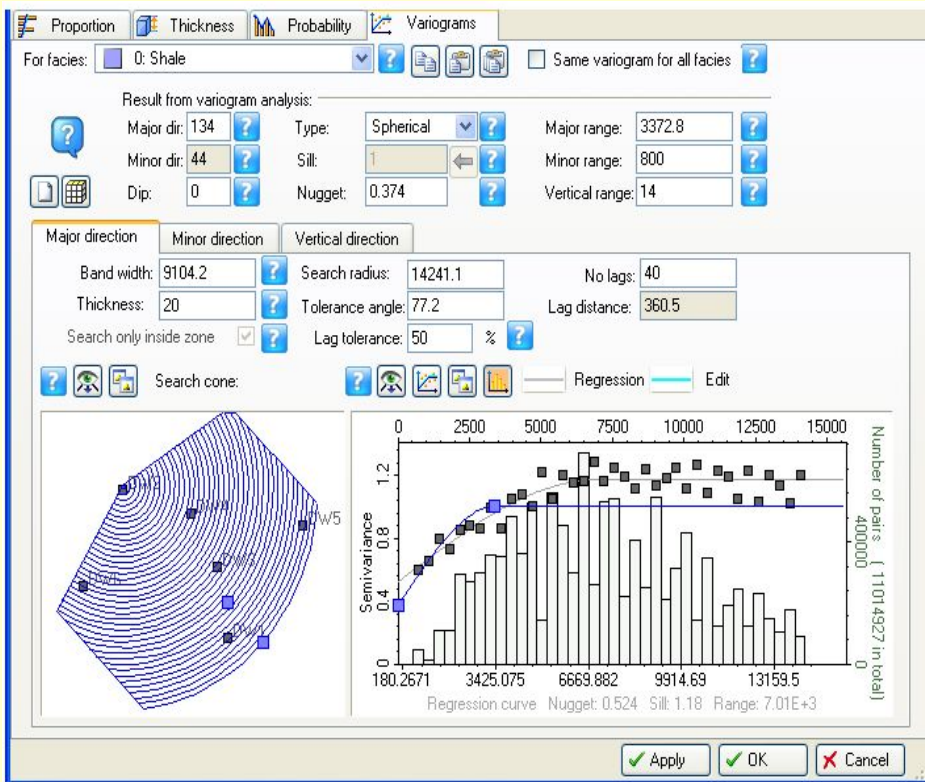 Proportion Thickness Probability Variograms
For facies: 0: Shale ? Same variogram for all facies ?
Result from variogram analysis:
? Major dir: 134 ? Type: Spherical ? Major range: 3372.8 ?
Minor dir: 44 ? Sill: 1 ? Minor range: 800 ?
Dip: 0 ? Nugget: 0.374 ? Vertical range: 14 ?
Major direction Minor direction Vertical direction
Band width: 9104.2 ? Search radius: 14241.1 No lags: 40
Thickness: 20 ? Tolerance angle: 77.2 Lag distance: 360.5
Search only inside zone ? Lag tolerance: 50 % ?
? Search cone: ? Regression Edit
0 2500 5000 7500 10000 12500 15000
DW2
DW4
DW5
DW3
Semivariance
0 0.4 0.8 1.2
Number of pairs ( 11014927 in total)
0 400000
180.2671 3425.075 6669.882 9914.69 13159.5
Regression curve Nugget: 0.524 Sill: 1.18 Range: 7.01E+3
Apply OK Cancel